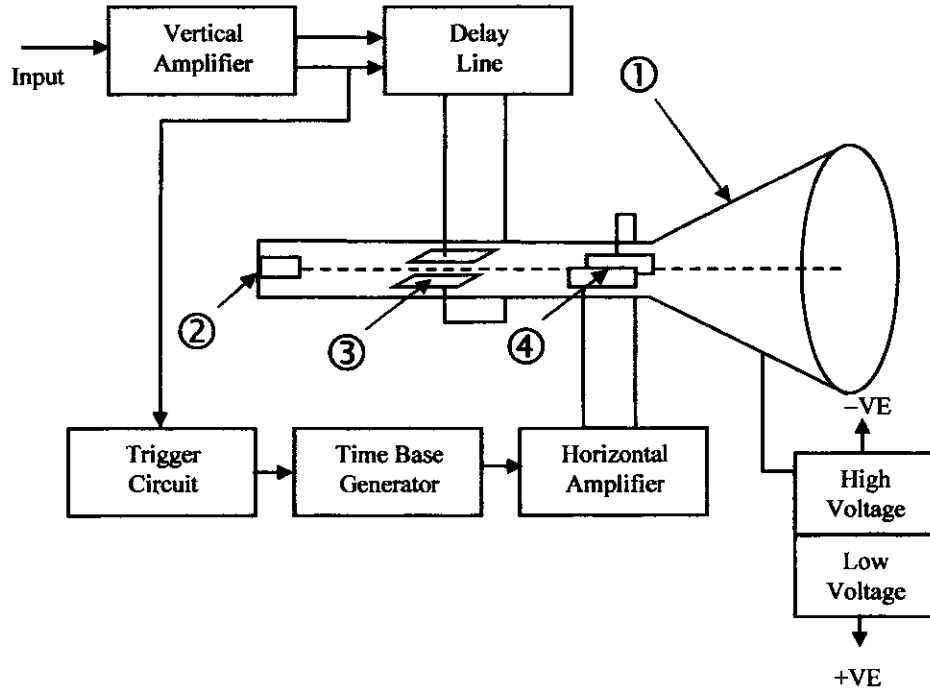 Input
Vertical
Amplifier
Delay
Line
①
②
③
④
Trigger
Circuit
Time Base
Generator
Horizontal
Amplifier
–VE
High
Voltage
Low
Voltage
+VE